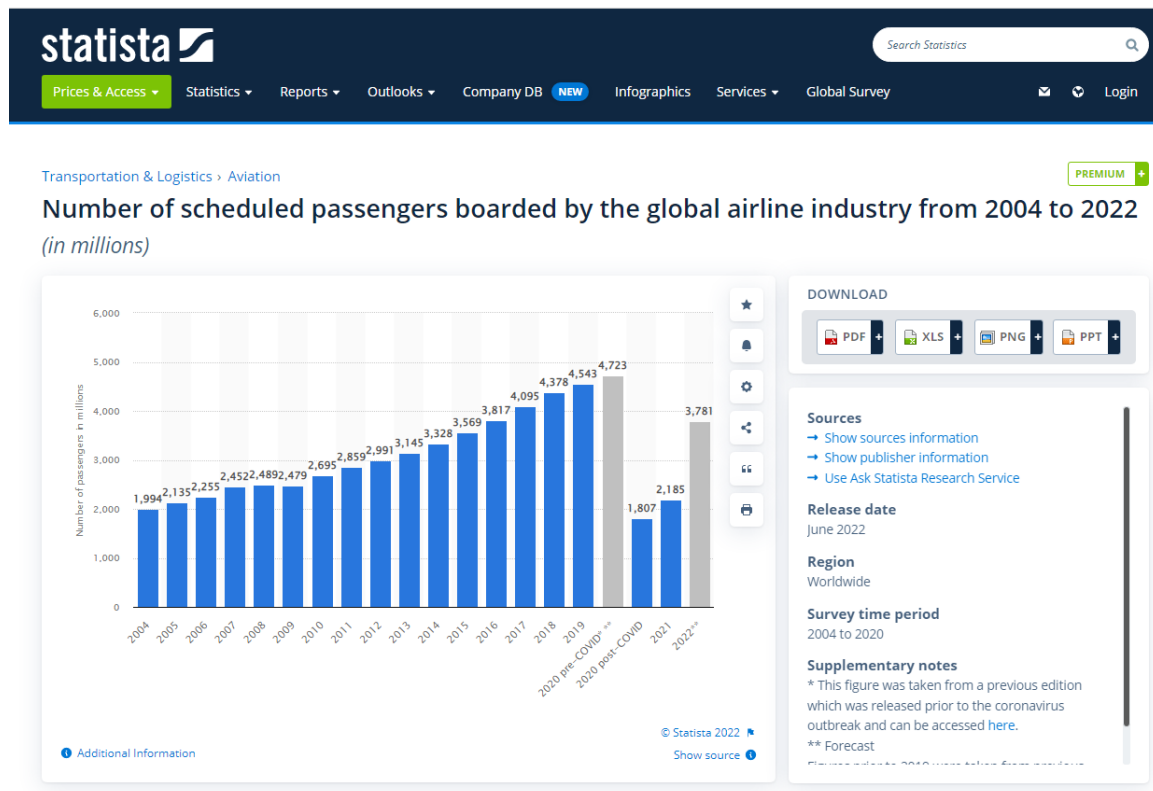 statista
Search Statistics
Prices & Access
Statistics
Reports
Outlooks
Company DB NEW
Infographics
Services
Global Survey
Login
Transportation & Logistics › Aviation
PREMIUM +
Number of scheduled passengers boarded by the global airline industry from 2004 to 2022
(in millions)
Number of passengers in millions
6,000
5,000
4,000
3,000
2,000
1,000
0
1,994
2,135
2,255
2,452
2,489
2,479
2,695
2,859
2,991
3,145
3,328
3,569
3,817
4,095
4,378
4,543
4,723
1,807
2,185
3,781
2004
2005
2006
2007
2008
2009
2010
2011
2012
2013
2014
2015
2016
2017
2018
2019
2020 pre-COVID* **
2020 post-COVID
2021
2022**
Additional Information
© Statista 2022
Show source
DOWNLOAD
PDF +
XLS +
PNG +
PPT +
Sources
→ Show sources information
→ Show publisher information
→ Use Ask Statista Research Service
Release date
June 2022
Region
Worldwide
Survey time period
2004 to 2020
Supplementary notes
* This figure was taken from a previous edition
which was released prior to the coronavirus
outbreak and can be accessed here.
** Forecast